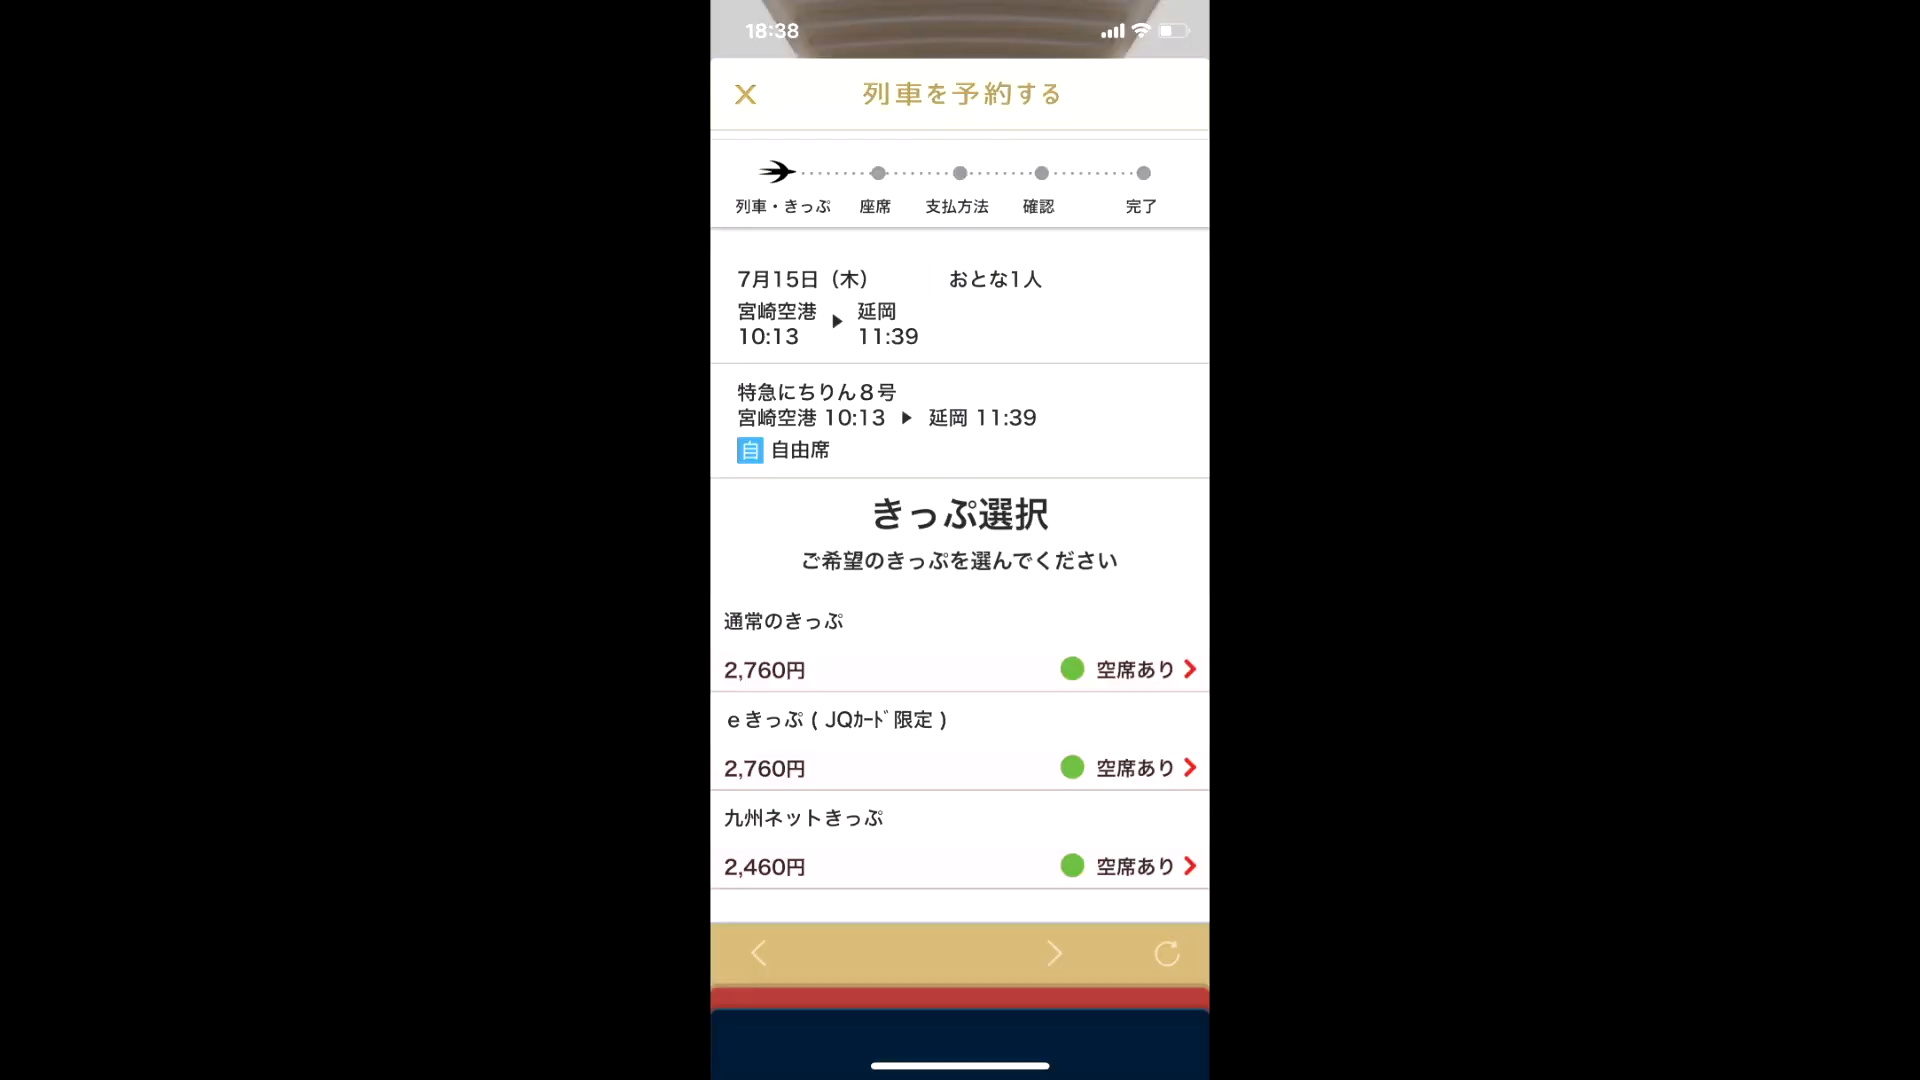 18:38
列車を予約する
列車・きっぷ 座席 支払方法 確認 完了
7月15日（木） おとな1人
宮崎空港 ▶ 延岡
10:13 11:39
特急にちりん８号
宮崎空港 10:13 ▶ 延岡 11:39
自 自由席
きっぷ選択
ご希望のきっぷを選んでください
通常のきっぷ
2,760円 空席あり
ｅきっぷ ( JQｶｰﾄﾞ限定 )
2,760円 空席あり
九州ネットきっぷ
2,460円 空席あり